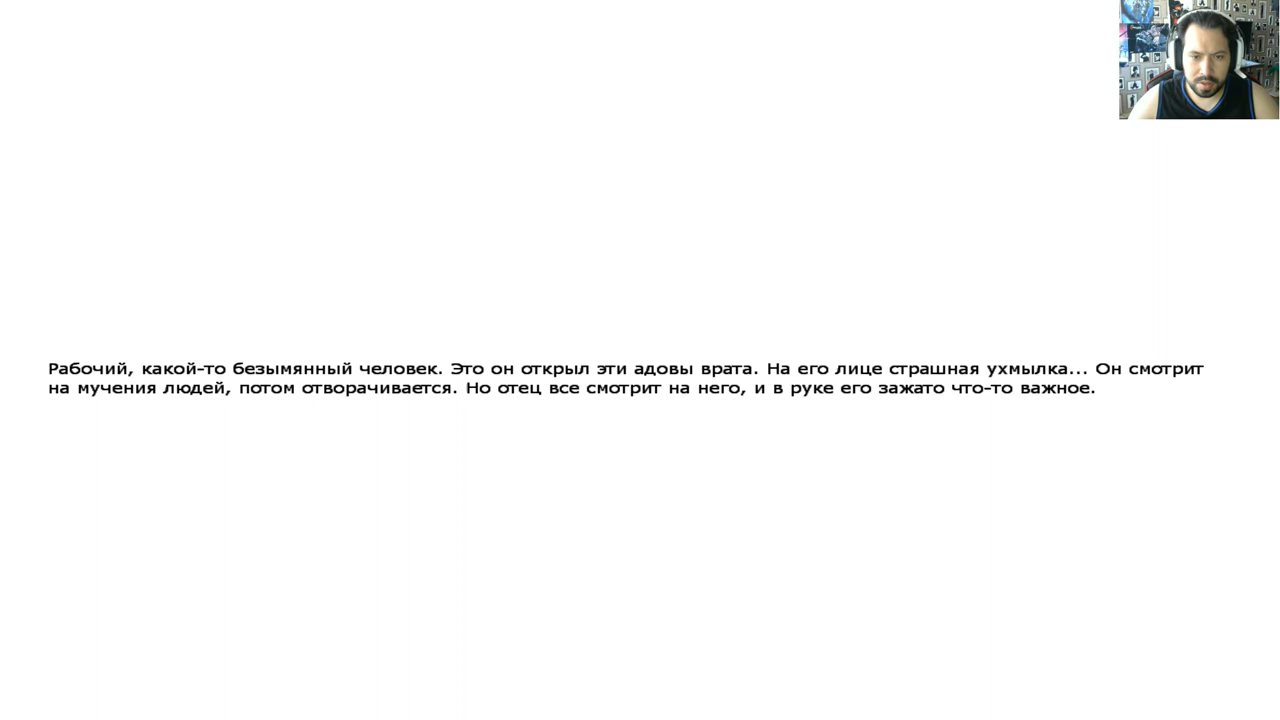 Рабочий, какой-то безымянный человек. Это он открыл эти адовы врата. На его лице страшная ухмылка... Он смотрит
на мучения людей, потом отворачивается. Но отец все смотрит на него, и в руке его зажато что-то важное.